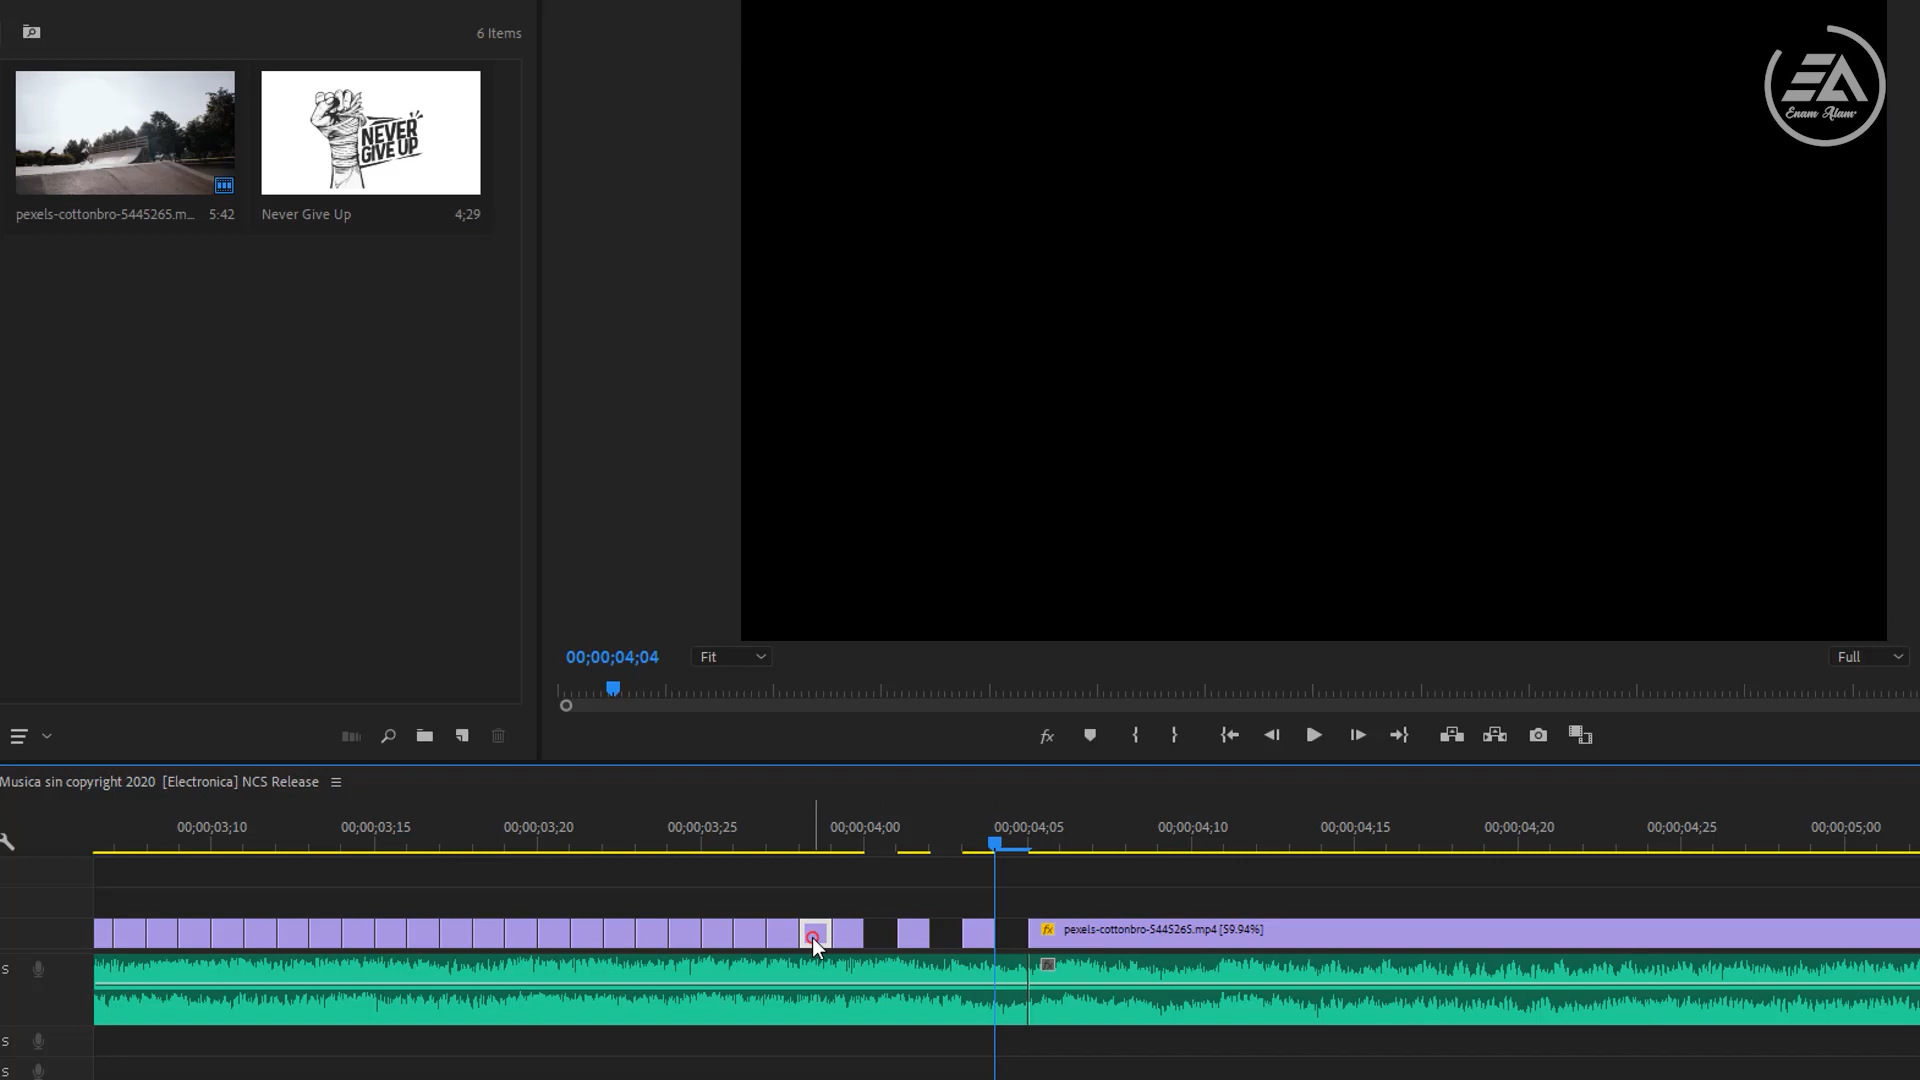 6 Items
EA
Enam Alam
NEVER
GIVE UP
pexels-cottonbro-5445265.m... 5:42
Never Give Up 4;29
00;00;04;04 Fit Full
fx
Musica sin copyright 2020 [Electronica] NCS Release
00;00;03;10 00;00;03;15 00;00;03;20 00;00;03;25 00;00;04;00 00;00;04;05 00;00;04;10 00;00;04;15 00;00;04;20 00;00;04;25 00;00;05;00
fx pexels-cottonbro-5445265.mp4 [59.94%]
S fx
S
S